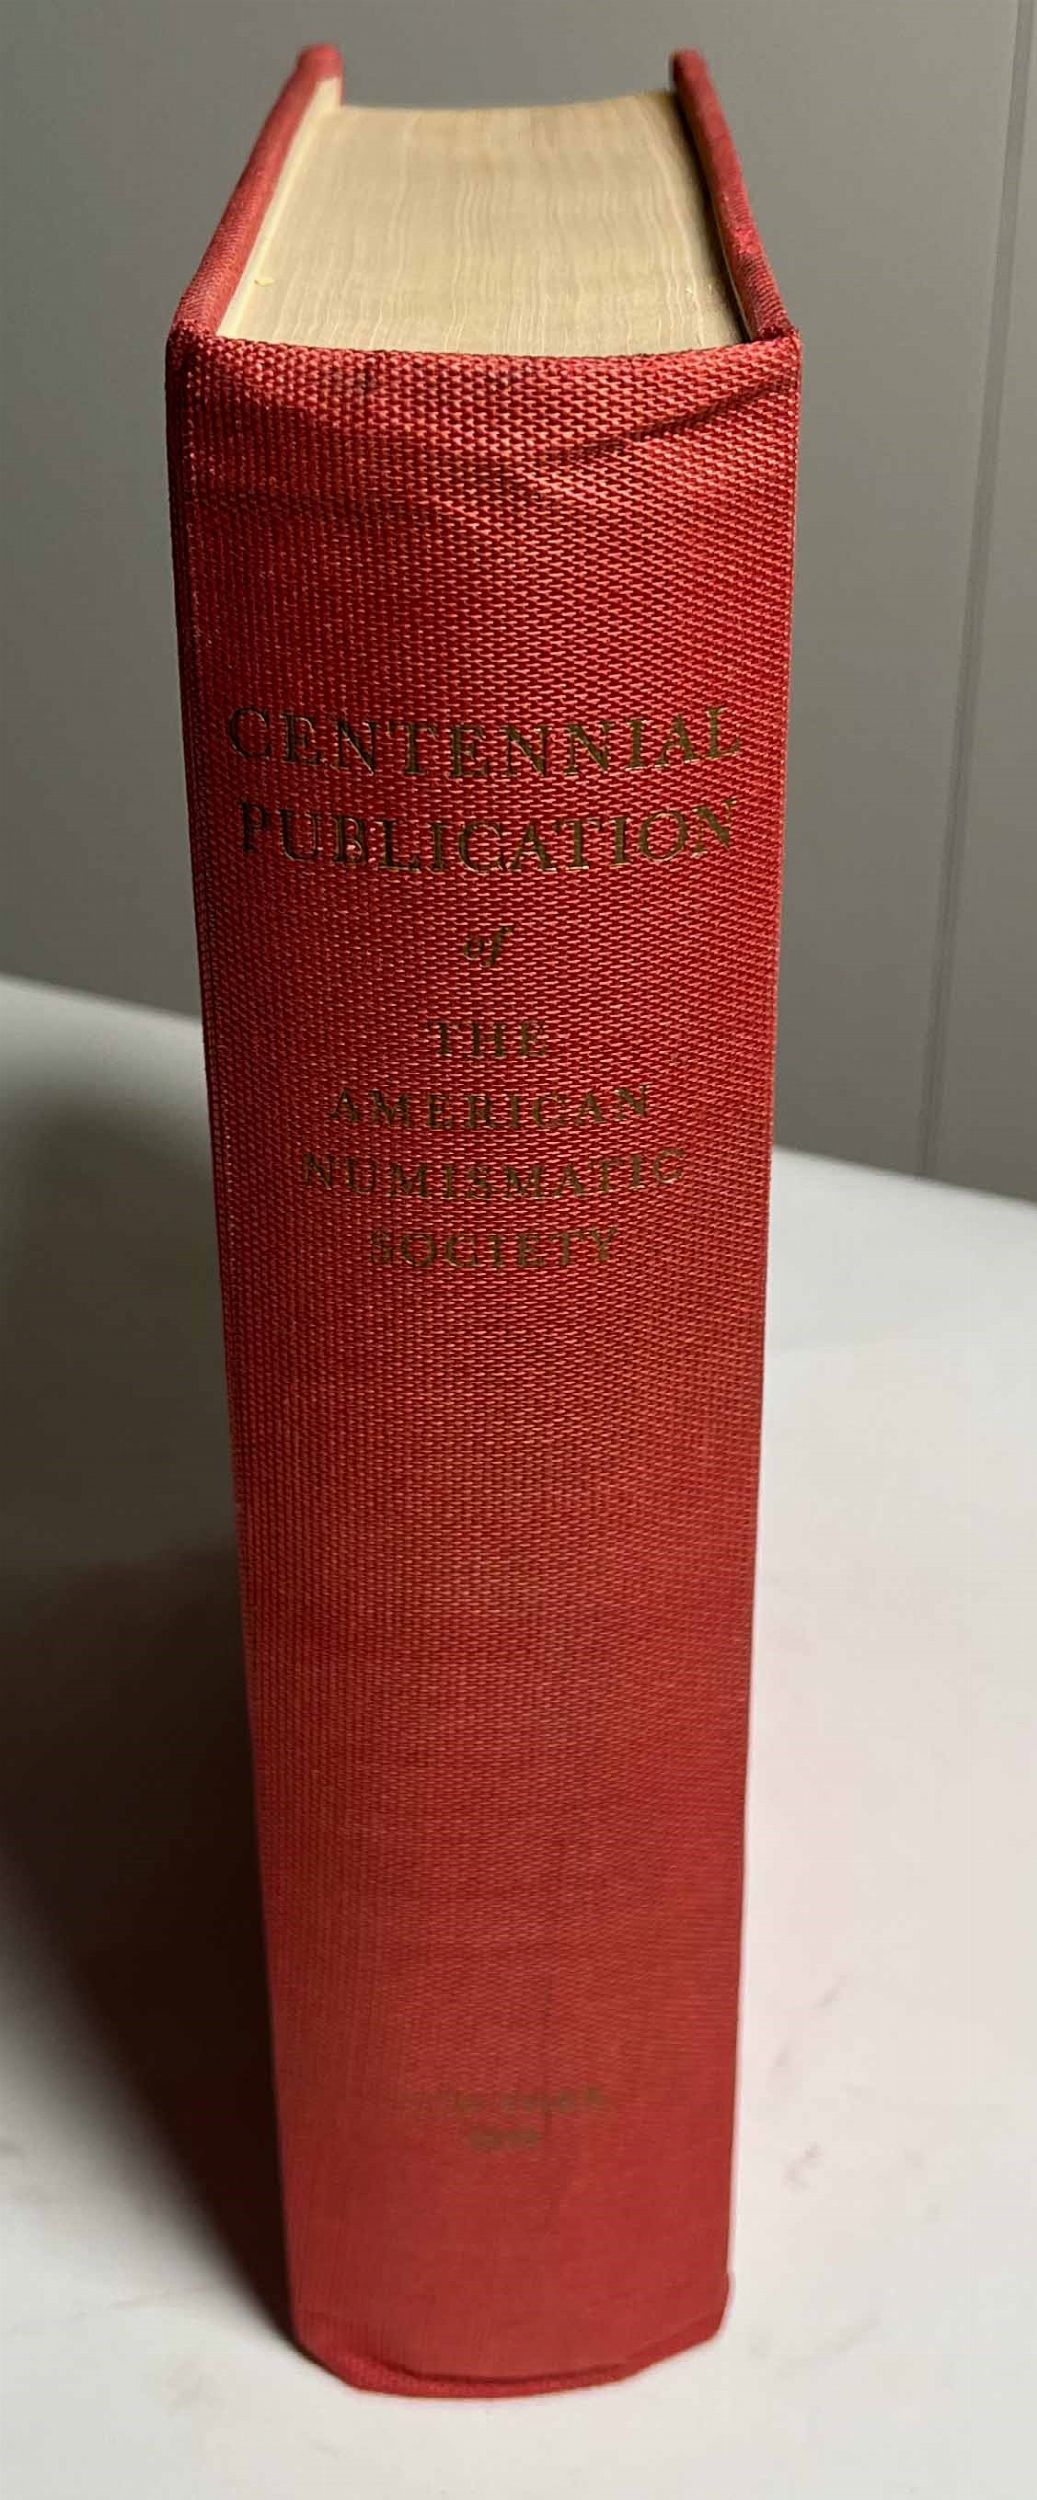 CENTENNIAL
PUBLICATION
of
THE
AMERICAN
NUMISMATIC
SOCIETY